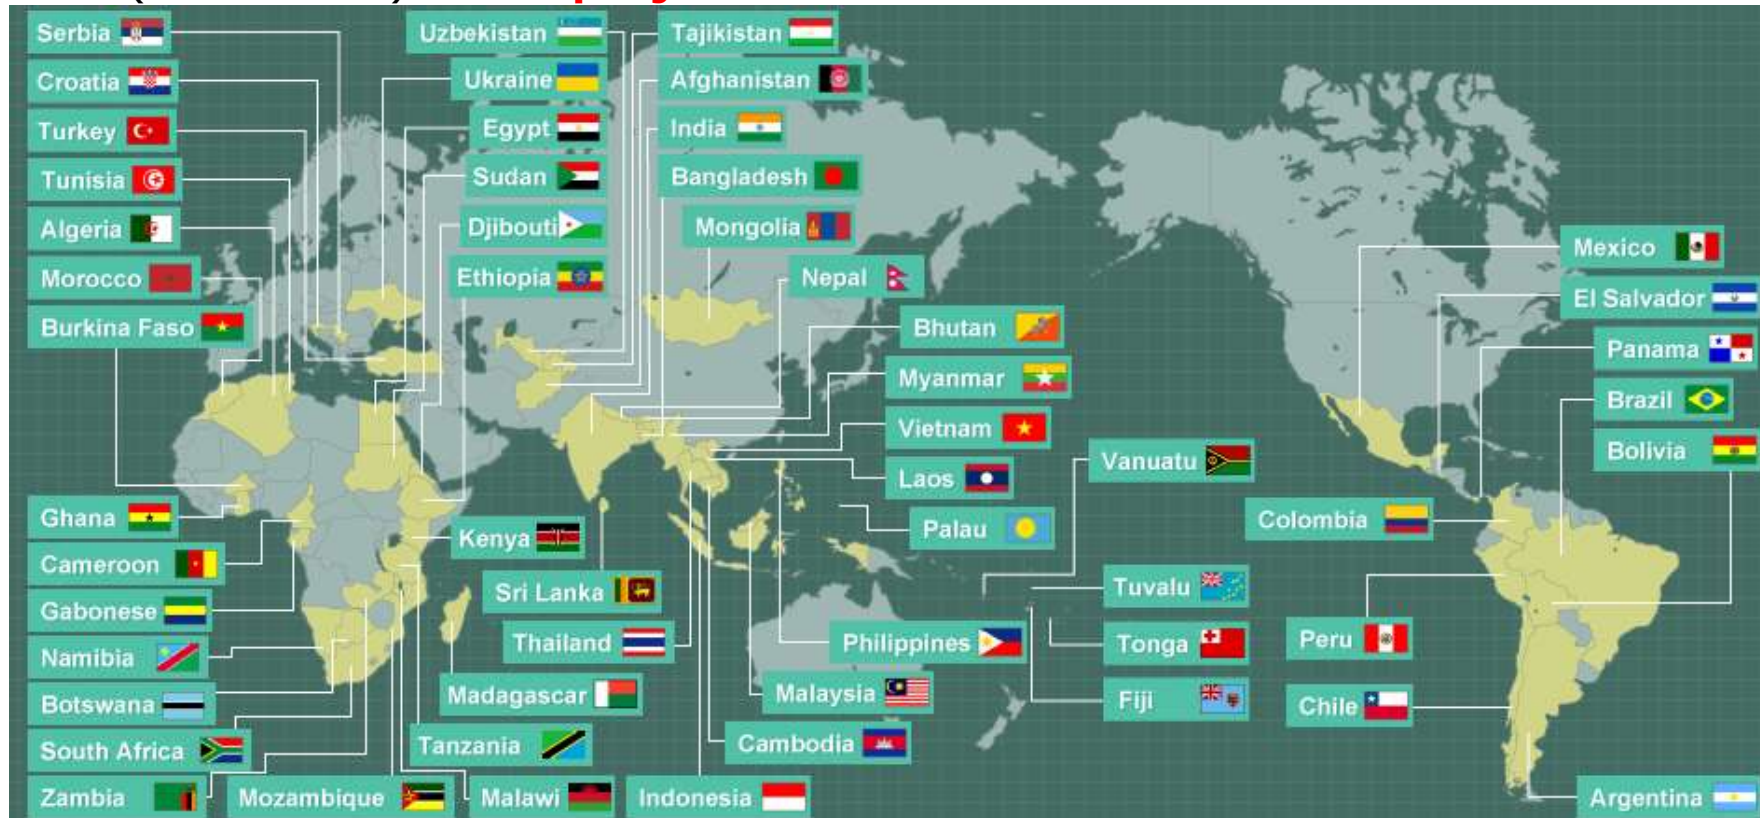 Serbia
Croatia
Turkey
Tunisia
Algeria
Morocco
Burkina Faso
Ghana
Cameroon
Gabonese
Namibia
Botswana
South Africa
Zambia
Uzbekistan
Ukraine
Egypt
Sudan
Djibouti
Ethiopia
Kenya
Sri Lanka
Thailand
Madagascar
Tanzania
Mozambique
Malawi
Indonesia
Tajikistan
Afghanistan
India
Bangladesh
Mongolia
Nepal
Bhutan
Myanmar
Vietnam
Laos
Palau
Philippines
Malaysia
Cambodia
Vanuatu
Tuvalu
Tonga
Fiji
Mexico
El Salvador
Panama
Brazil
Bolivia
Colombia
Peru
Chile
Argentina